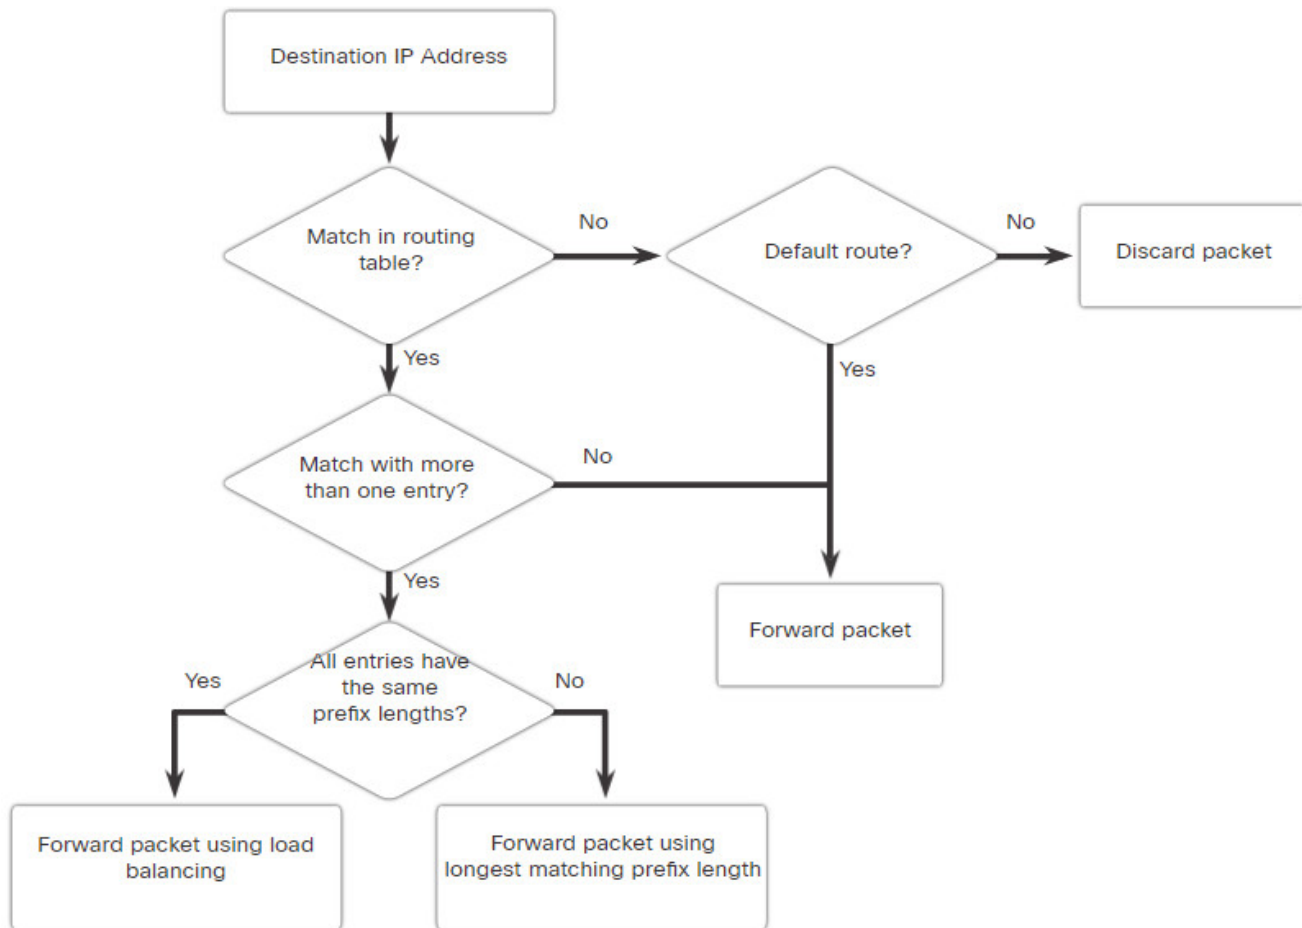 Destination IP Address
Match in routing
table?
No
Default route?
No
Discard packet
Yes
Yes
Match with more
than one entry?
No
Yes
Forward packet
All entries have
the same
prefix lengths?
Yes
No
Forward packet using load
balancing
Forward packet using
longest matching prefix length